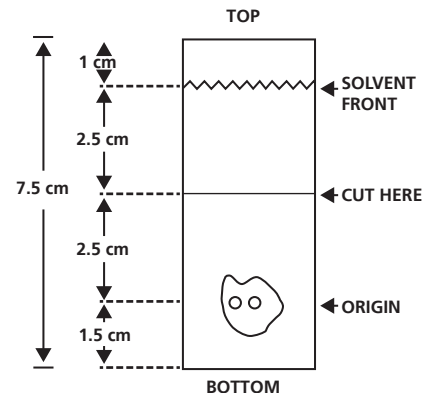 TOP
1 cm
SOLVENT
FRONT
2.5 cm
7.5 cm
CUT HERE
2.5 cm
ORIGIN
1.5 cm
BOTTOM